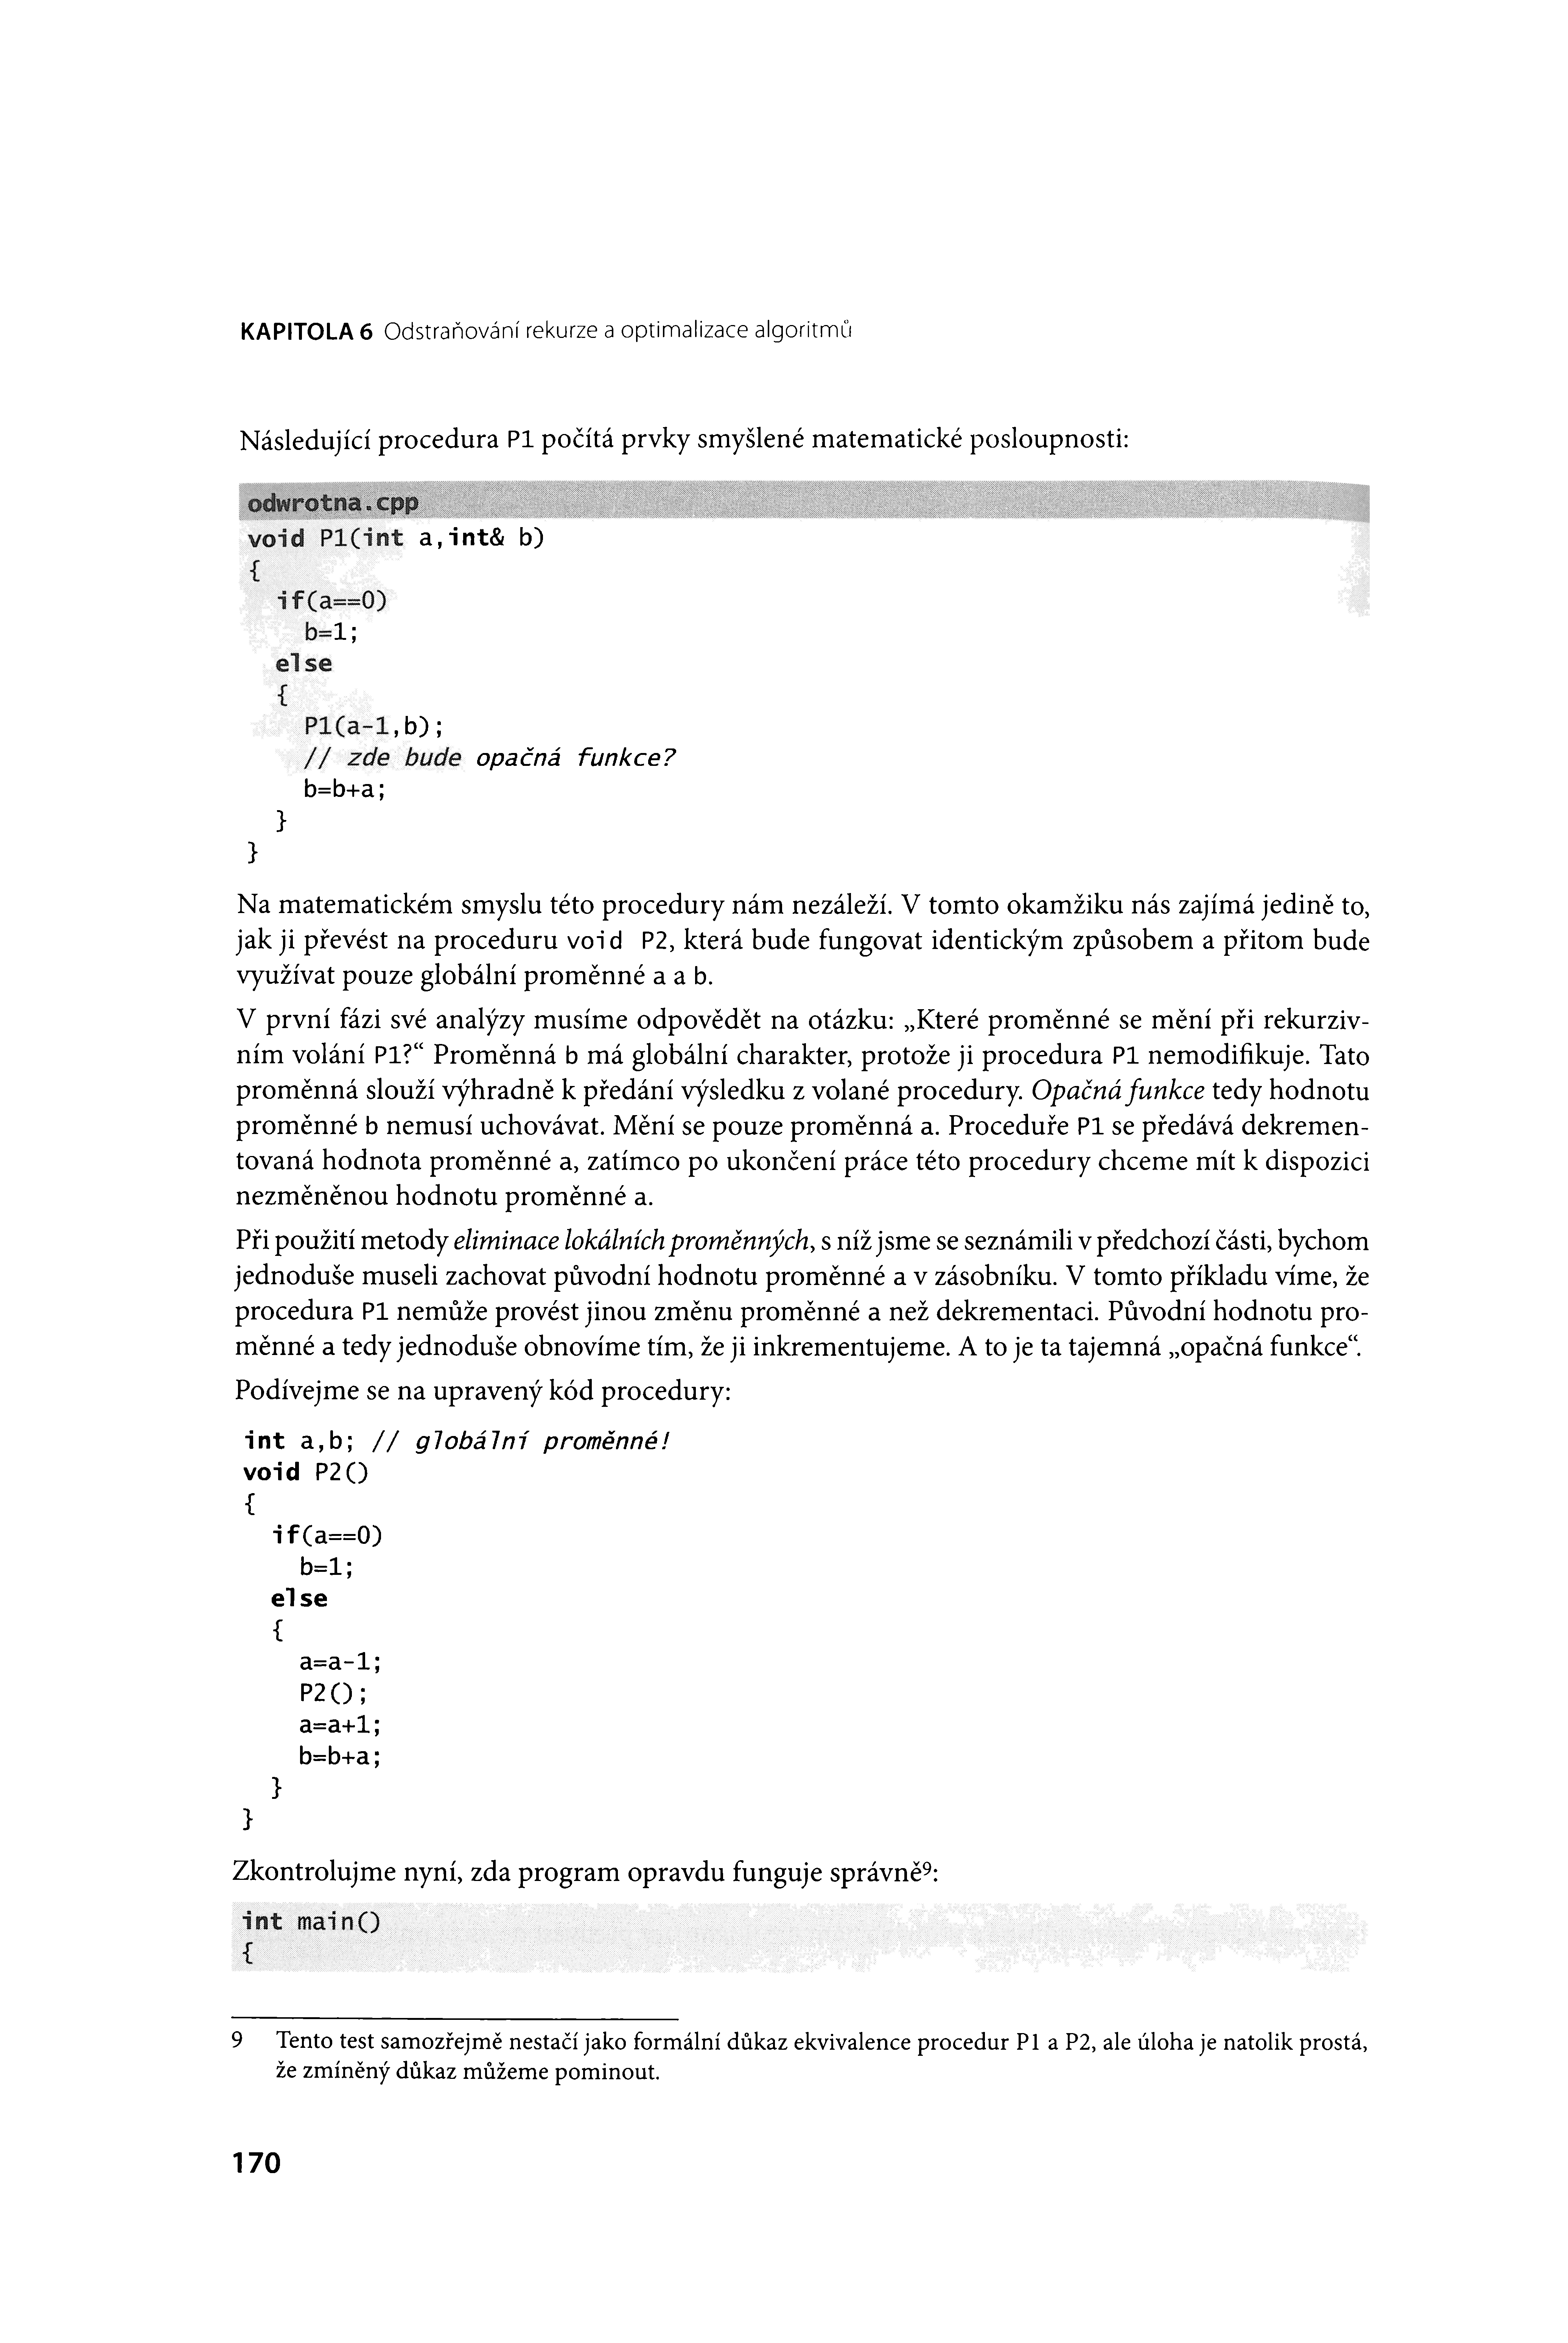 KAPITOLA 6 Odstraňování rekurze a optimalizace algoritmů
Následující procedura P1 počítá prvky smyšlené matematické posloupnosti:
odwrotna.cpp
void P1(int a,int& b)
{
  if(a==0)
    b=1;
  else
  {
    P1(a-1,b);
    // zde bude opačná funkce?
    b=b+a;
  }
}
Na matematickém smyslu této procedury nám nezáleží. V tomto okamžiku nás zajímá jedině to,
jak ji převést na proceduru void P2, která bude fungovat identickým způsobem a přitom bude
využívat pouze globální proměnné a a b.
V první fázi své analýzy musíme odpovědět na otázku: „Které proměnné se mění při rekurziv-
ním volání P1?“ Proměnná b má globální charakter, protože ji procedura P1 nemodifikuje. Tato
proměnná slouží výhradně k předání výsledku z volané procedury. Opačná funkce tedy hodnotu
proměnné b nemusí uchovávat. Mění se pouze proměnná a. Proceduře P1 se předává dekremen-
tovaná hodnota proměnné a, zatímco po ukončení práce této procedury chceme mít k dispozici
nezměněnou hodnotu proměnné a.
Při použití metody eliminace lokálních proměnných, s níž jsme se seznámili v předchozí části, bychom
jednoduše museli zachovat původní hodnotu proměnné a v zásobníku. V tomto příkladu víme, že
procedura P1 nemůže provést jinou změnu proměnné a než dekrementaci. Původní hodnotu pro-
měnné a tedy jednoduše obnovíme tím, že ji inkrementujeme. A to je ta tajemná „opačná funkce“.
Podívejme se na upravený kód procedury:
int a,b; // globální proměnné!
void P2()
{
  if(a==0)
    b=1;
  else
  {
    a=a-1;
    P2();
    a=a+1;
    b=b+a;
  }
}
Zkontrolujme nyní, zda program opravdu funguje správně⁹:
int main()
{
9 Tento test samozřejmě nestačí jako formální důkaz ekvivalence procedur P1 a P2, ale úloha je natolik prostá,
že zmíněný důkaz můžeme pominout.
170